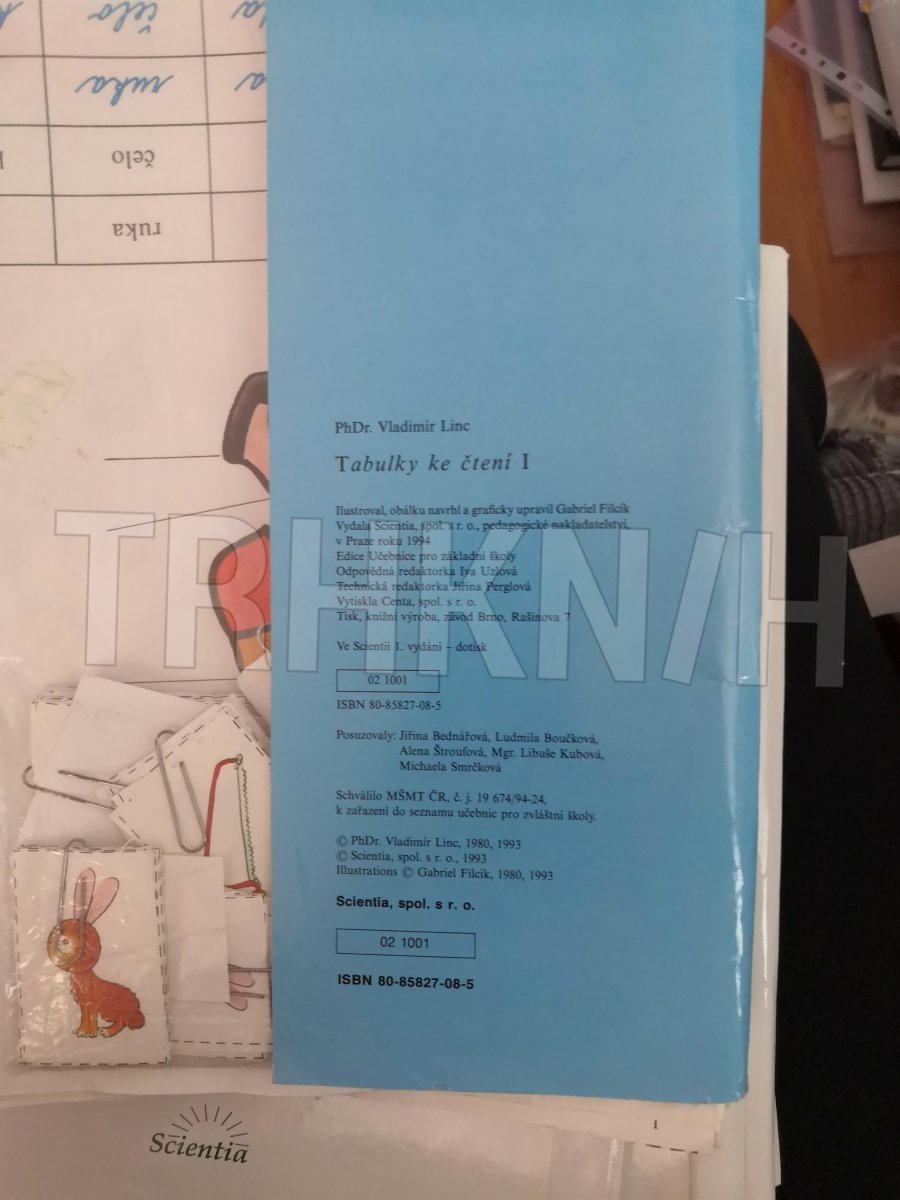 čelo
ruka
čelo
ruka
PhDr. Vladimír Linc
Tabulky ke čtení I
Ilustroval, obálku navrhl a graficky upravil Gabriel Filcík
Vydala Scientia, spol. s r. o., pedagogické nakladatelství,
v Praze roku 1994
Edice Učebnice pro základní školy
Odpovědná redaktorka Iva Uzlová
Technická redaktorka Jiřina Perglová
Vytiskla Centa, spol. s r. o.
Tisk, knižní výroba, závod Brno, Rašínova 7
Ve Scientii 1. vydání – dotisk
02 1001
ISBN 80-85827-08-5
Posuzovaly: Jiřina Bednářová, Ludmila Boučková,
Alena Štroufová, Mgr. Libuše Kubová,
Michaela Smrčková
Schválilo MŠMT ČR, č. j. 19 674/94-24,
k zařazení do seznamu učebnic pro zvláštní školy.
© PhDr. Vladimír Linc, 1980, 1993
© Scientia, spol. s r. o., 1993
Illustrations © Gabriel Filcík, 1980, 1993
Scientia, spol. s r. o.
02 1001
ISBN 80-85827-08-5
Scientia
I